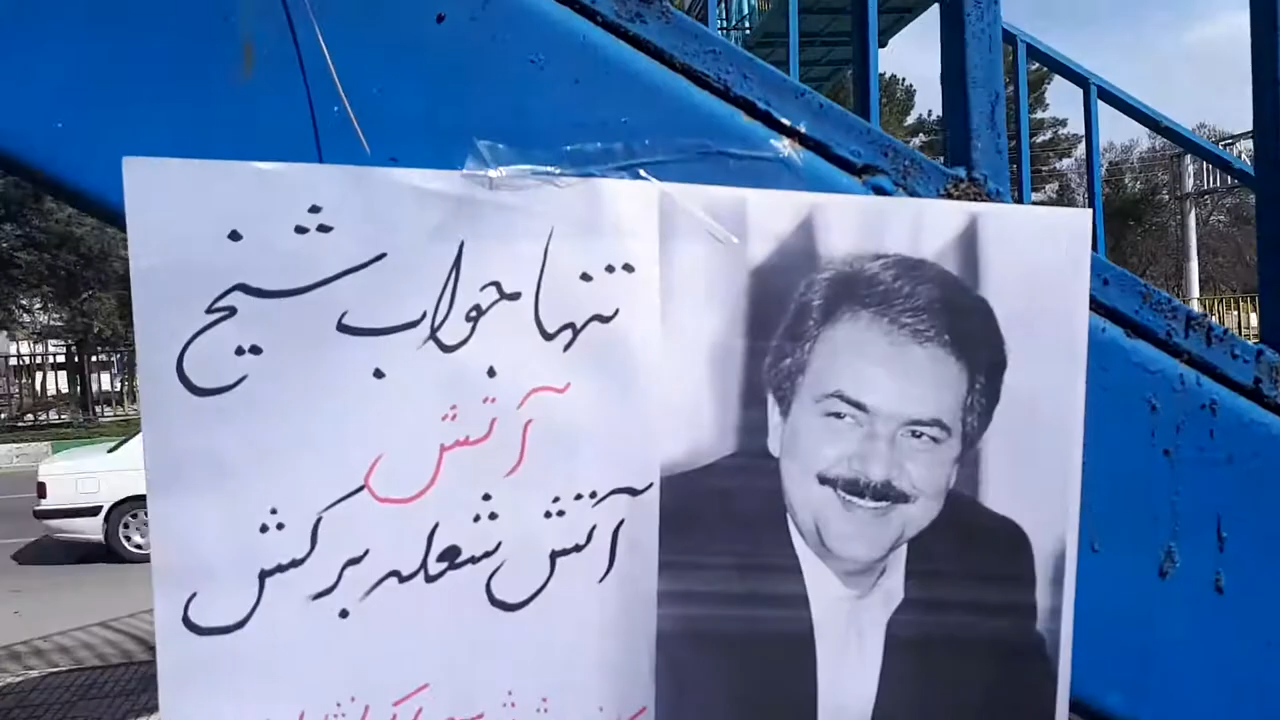 تنها جواب شیخ
آتش
آتش شعله برکش